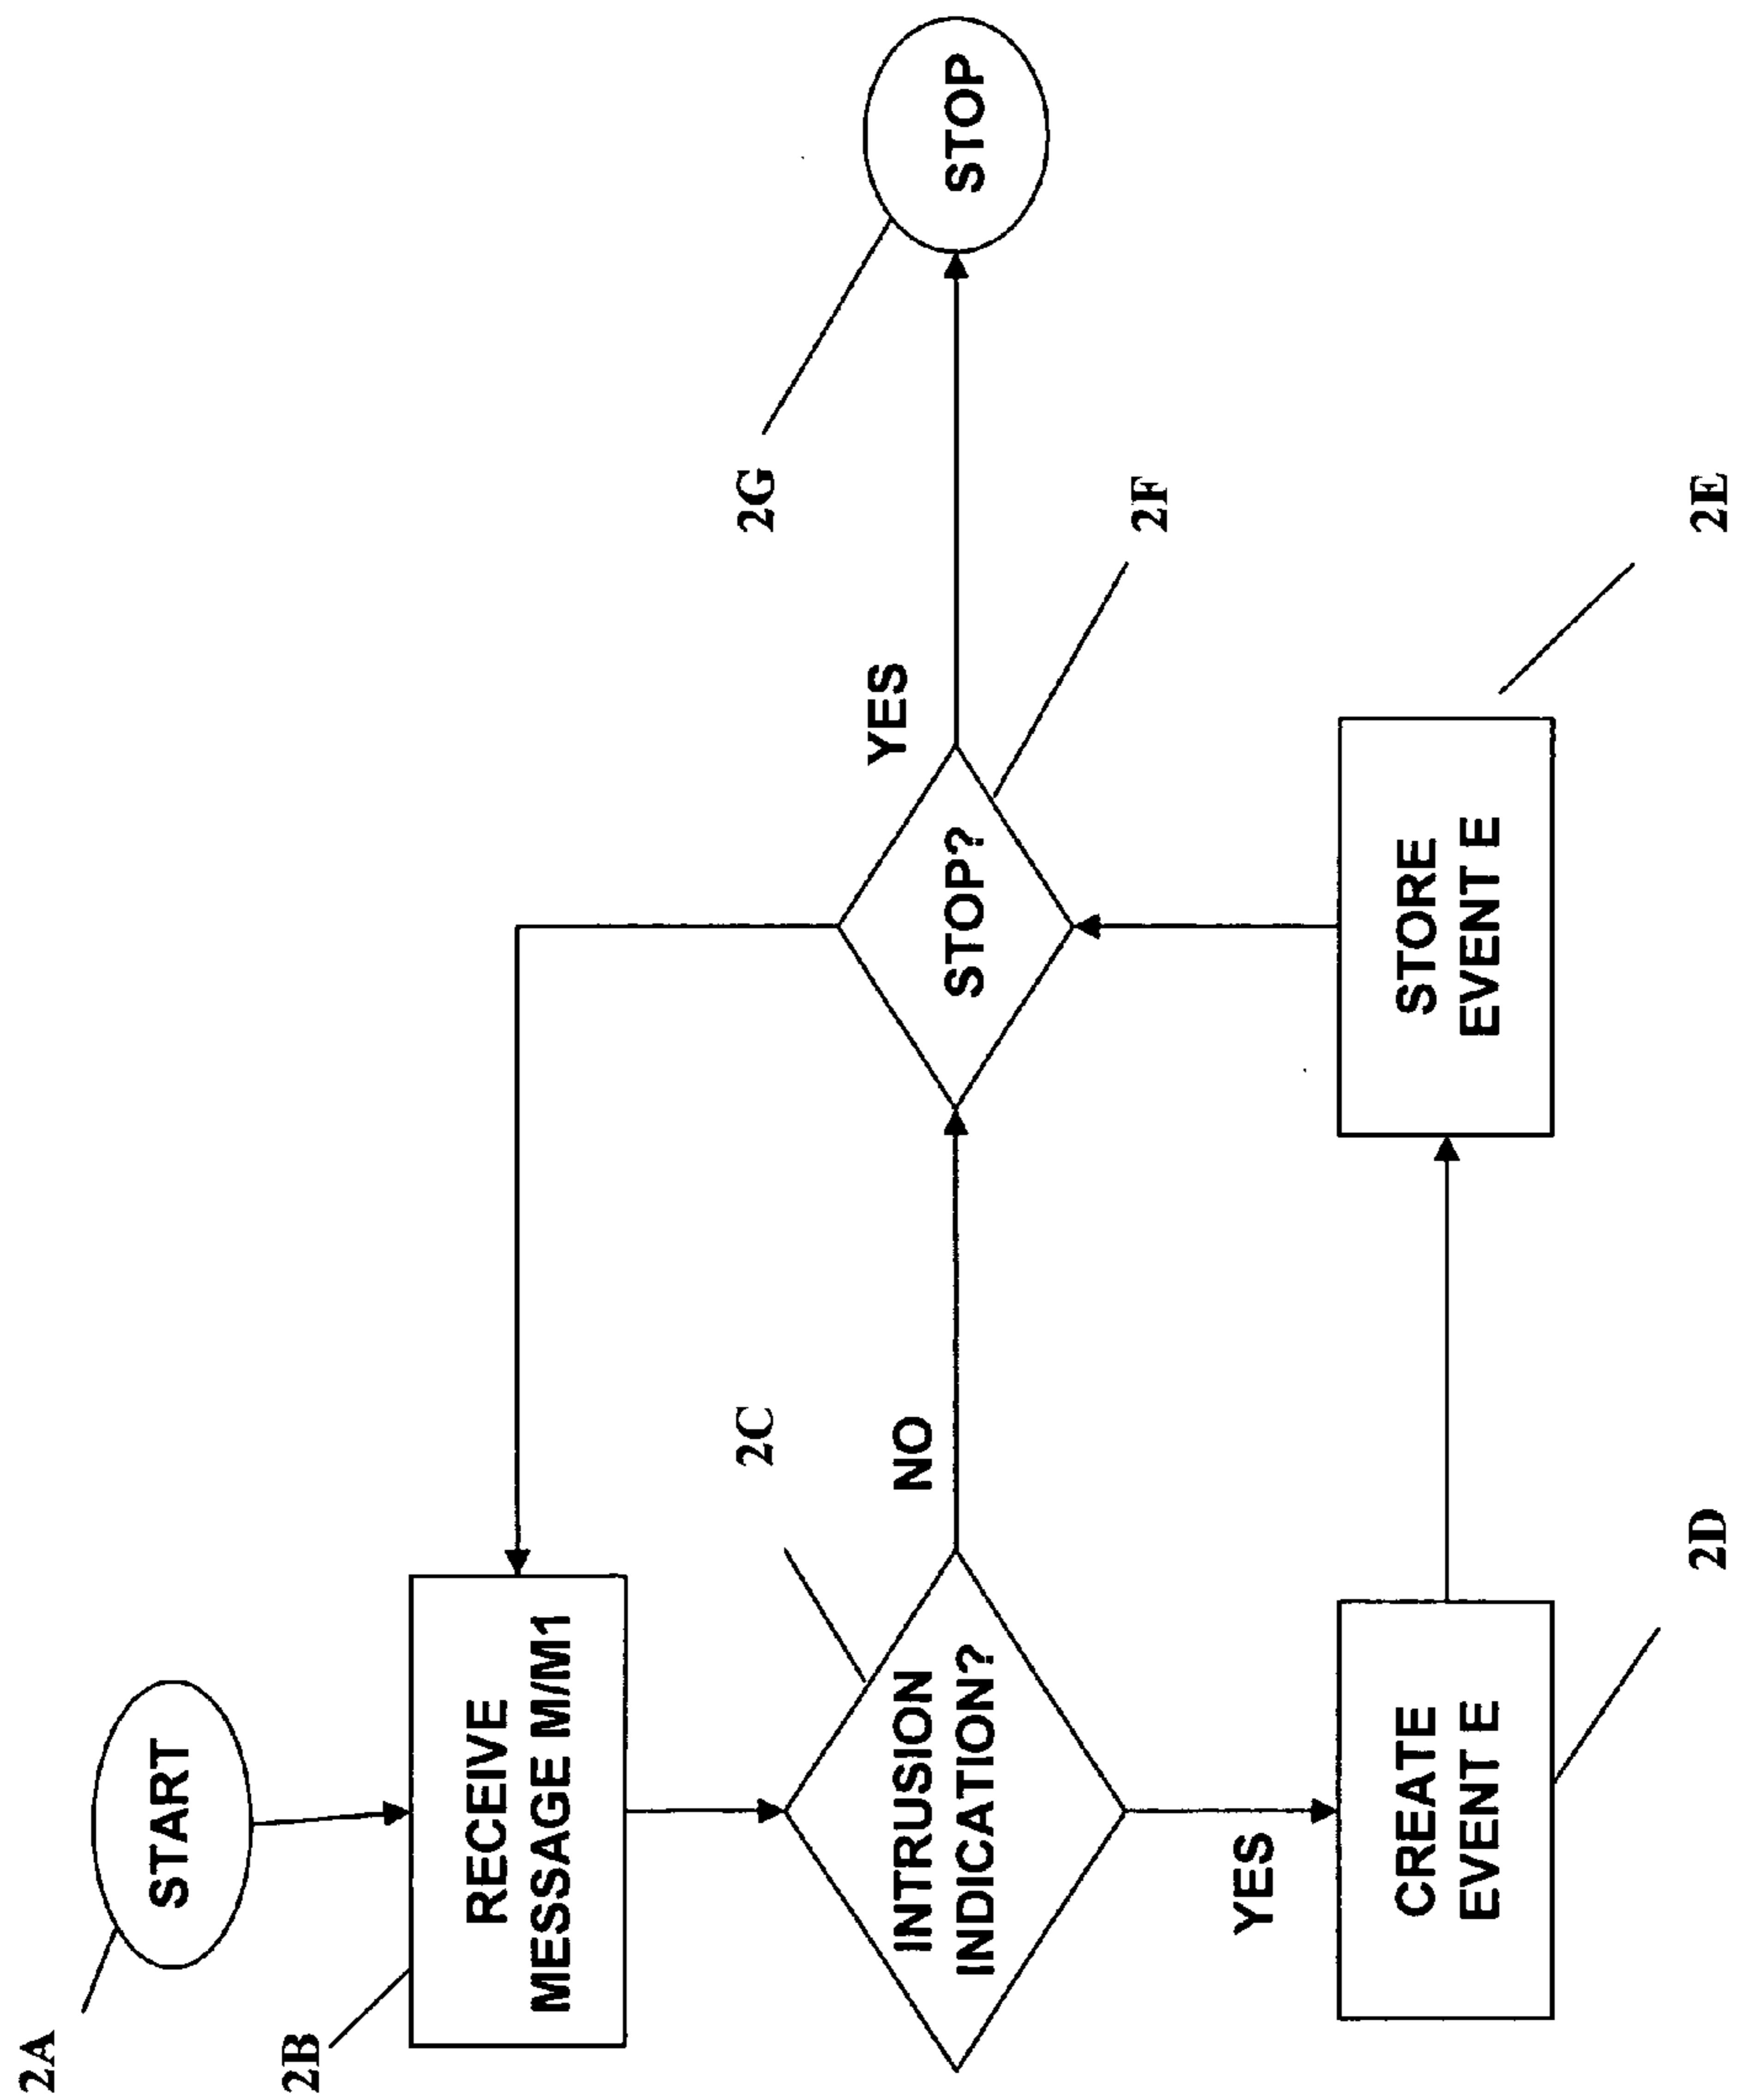 2A
START
2B
RECEIVE
MESSAGE M/M1
2C
INTRUSION
INDICATION?
NO
YES
2D
CREATE
EVENT E
2E
STORE
EVENT E
2F
STOP?
YES
2G
STOP